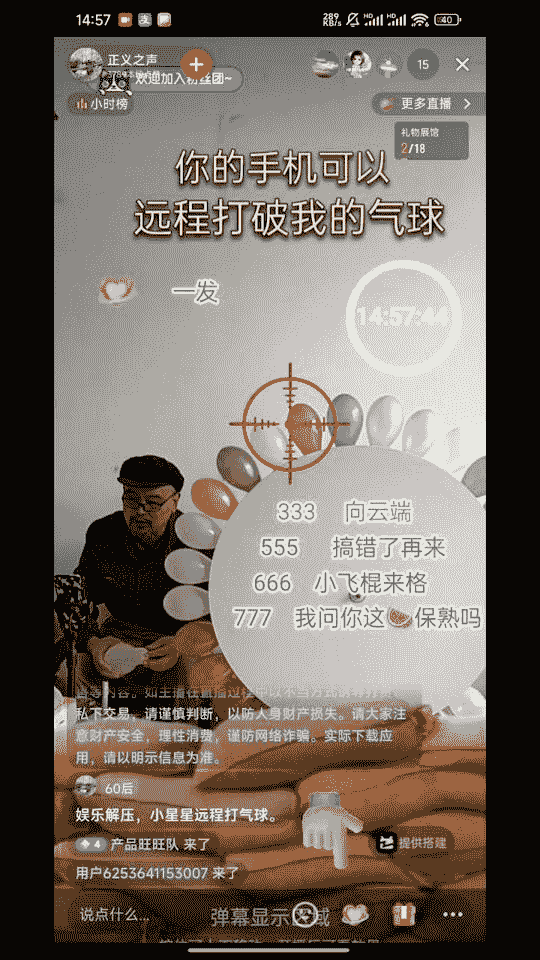 14:57
289 KB/s
HD
HD
40
正义之声
欢迎加入粉丝团~
15
小时榜
更多直播
礼物展馆
2/18
你的手机可以
远程打破我的气球
一发
14:57:44
333 向云端
555 搞错了再来
666 小飞棍来格
777 我问你这🍉保熟吗
私下交易，请谨慎判断，以防人身财产损失。请大家注
意财产安全，理性消费，谨防网络诈骗。实际下载应
用，请以明示信息为准。
60后
娱乐解压，小星星远程打气球。
4 产品旺旺队 来了
提供搭建
用户6253641153007 来了
说点什么...
弹幕显示区域